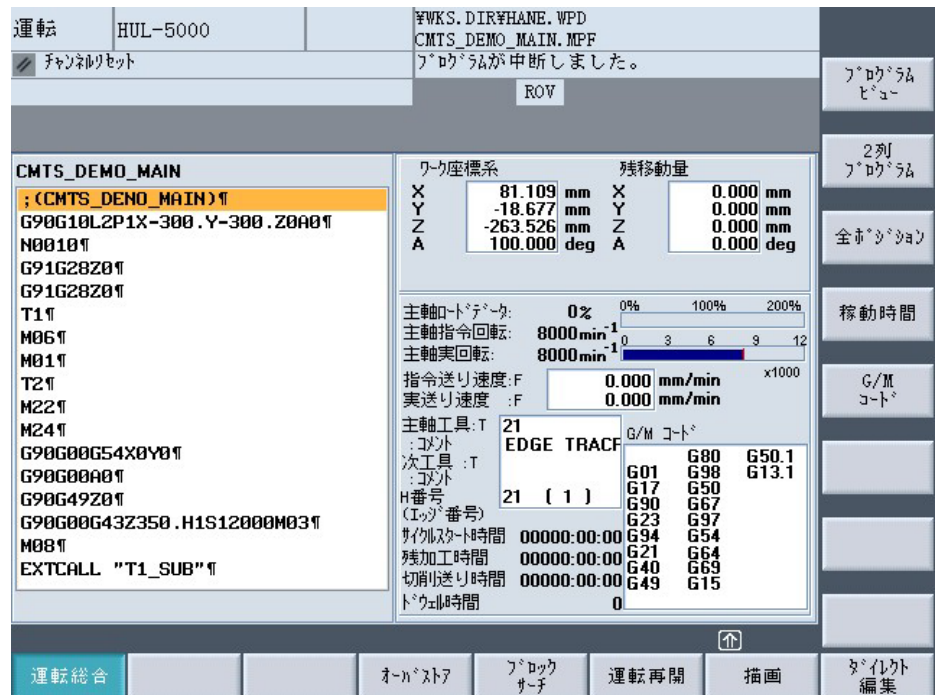 運転
HUL-5000
¥WKS.DIR¥HANE.WPD
CMTS_DEMO_MAIN.MPF
チャンネルリセット
プログラムが中断しました。
ROV
CMTS_DEMO_MAIN
;(CMTS_DENO_MAIN)¶
G90G10L2P1X-300.Y-300.Z0A0¶
N0010¶
G91G28Z0¶
G91G28Z0¶
T1¶
M06¶
M01¶
T2¶
M22¶
M24¶
G90G00G54X0Y0¶
G90G00A0¶
G90G49Z0¶
G90G00G43Z350.H1S12000M03¶
M08¶
EXTCALL "T1_SUB"¶
ワーク座標系 残移動量
X 81.109 mm X 0.000 mm
Y -18.677 mm Y 0.000 mm
Z -263.526 mm Z 0.000 mm
A 100.000 deg A 0.000 deg
主軸ロードデータ: 0% 0% 100% 200%
主軸指令回転: 8000min-1 0 3 6 9 12
主軸実回転: 8000min-1
x1000
指令送り速度:F 0.000 mm/min
実送り速度 :F 0.000 mm/min
主軸工具:T 21
:コメント EDGE TRACF
次工具 :T
:コメント
H番号 21 ( 1 )
(エッジ番号)
サイクルスタート時間 00000:00:00
残加工時間 00000:00:00
切削送り時間 00000:00:00
ドウェル時間 0
G/M コード
G80 G50.1
G01 G98 G13.1
G17 G50
G90 G67
G23 G97
G94 G54
G21 G64
G40 G69
G49 G15
プログラム
ビュー
2列
プログラム
全ポジション
稼動時間
G/M
コード
運転総合
オーバストア
ブロック
サーチ
運転再開
描画
ダイレクト
編集